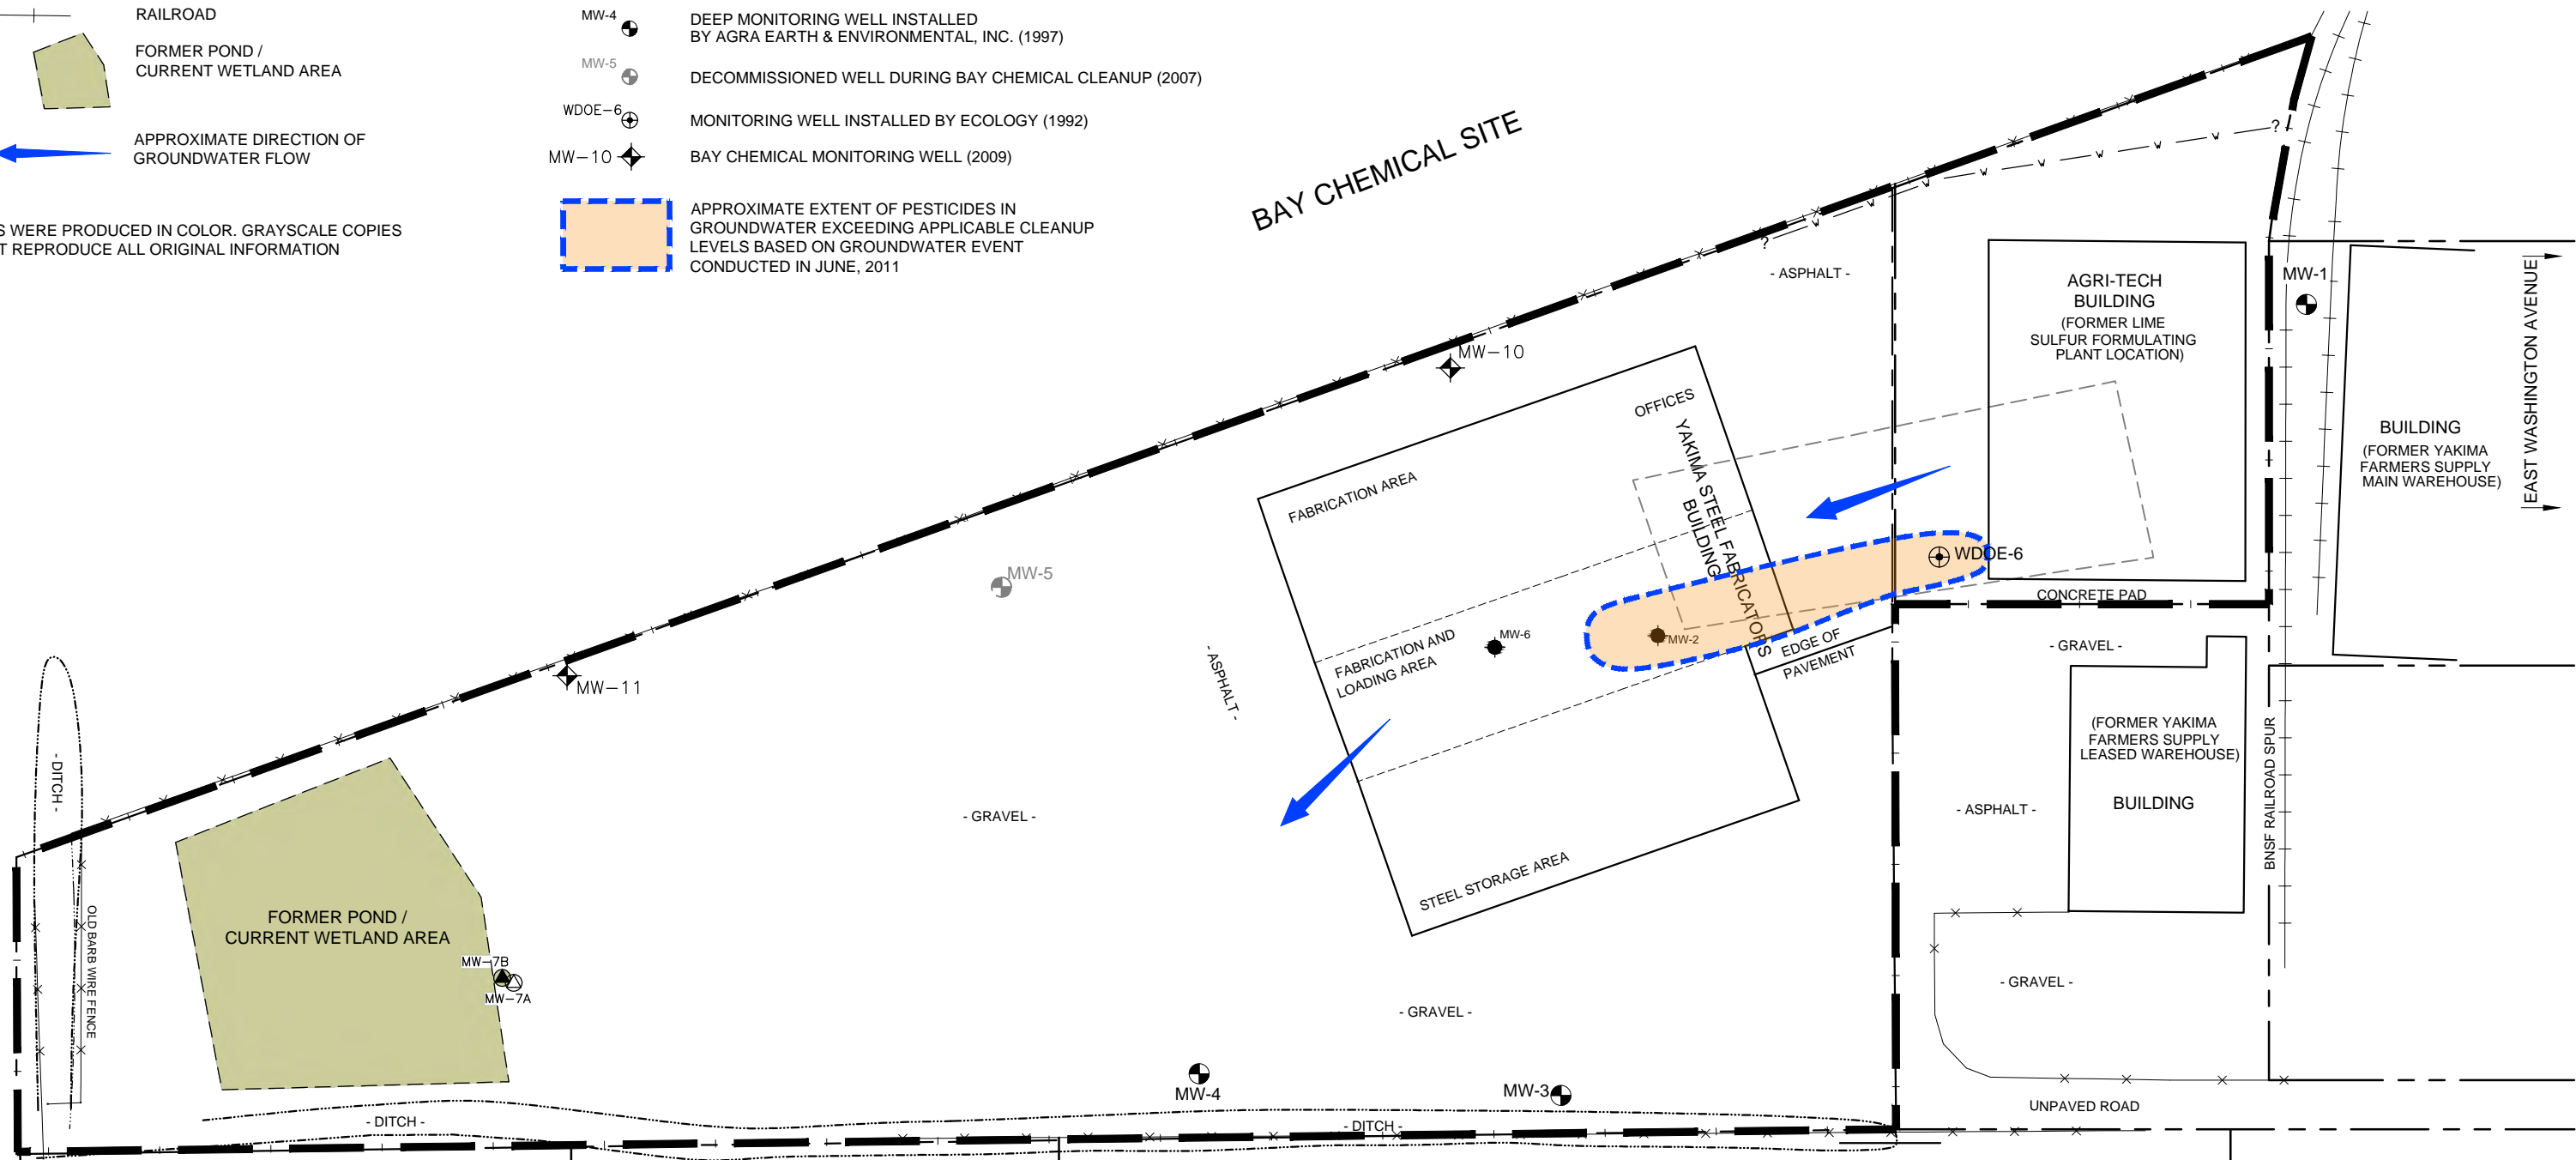 RAILROAD
FORMER POND /
CURRENT WETLAND AREA
APPROXIMATE DIRECTION OF
GROUNDWATER FLOW
S WERE PRODUCED IN COLOR. GRAYSCALE COPIES
T REPRODUCE ALL ORIGINAL INFORMATION
MW-4
DEEP MONITORING WELL INSTALLED
BY AGRA EARTH & ENVIRONMENTAL, INC. (1997)
MW-5
DECOMMISSIONED WELL DURING BAY CHEMICAL CLEANUP (2007)
WDOE-6
MONITORING WELL INSTALLED BY ECOLOGY (1992)
MW-10
BAY CHEMICAL MONITORING WELL (2009)
APPROXIMATE EXTENT OF PESTICIDES IN
GROUNDWATER EXCEEDING APPLICABLE CLEANUP
LEVELS BASED ON GROUNDWATER EVENT
CONDUCTED IN JUNE, 2011
BAY CHEMICAL SITE
?
?
- ASPHALT -
AGRI-TECH
BUILDING
(FORMER LIME
SULFUR FORMULATING
PLANT LOCATION)
MW-1
EAST WASHINGTON AVENUE
BUILDING
(FORMER YAKIMA
FARMERS SUPPLY
MAIN WAREHOUSE)
MW-10
OFFICES
YAKIMA STEEL FABRICATORS
BUILDING
FABRICATION AREA
MW-5
WDOE-6
CONCRETE PAD
MW-6
MW-2
FABRICATION AND
LOADING AREA
EDGE OF
PAVEMENT
- GRAVEL -
- ASPHALT -
MW-11
(FORMER YAKIMA
FARMERS SUPPLY
LEASED WAREHOUSE)
BUILDING
BNSF RAILROAD SPUR
- DITCH -
- GRAVEL -
- ASPHALT -
STEEL STORAGE AREA
FORMER POND /
CURRENT WETLAND AREA
OLD BARB WIRE FENCE
MW-7B
MW-7A
- GRAVEL -
- GRAVEL -
MW-4
MW-3
UNPAVED ROAD
- DITCH -
- DITCH -